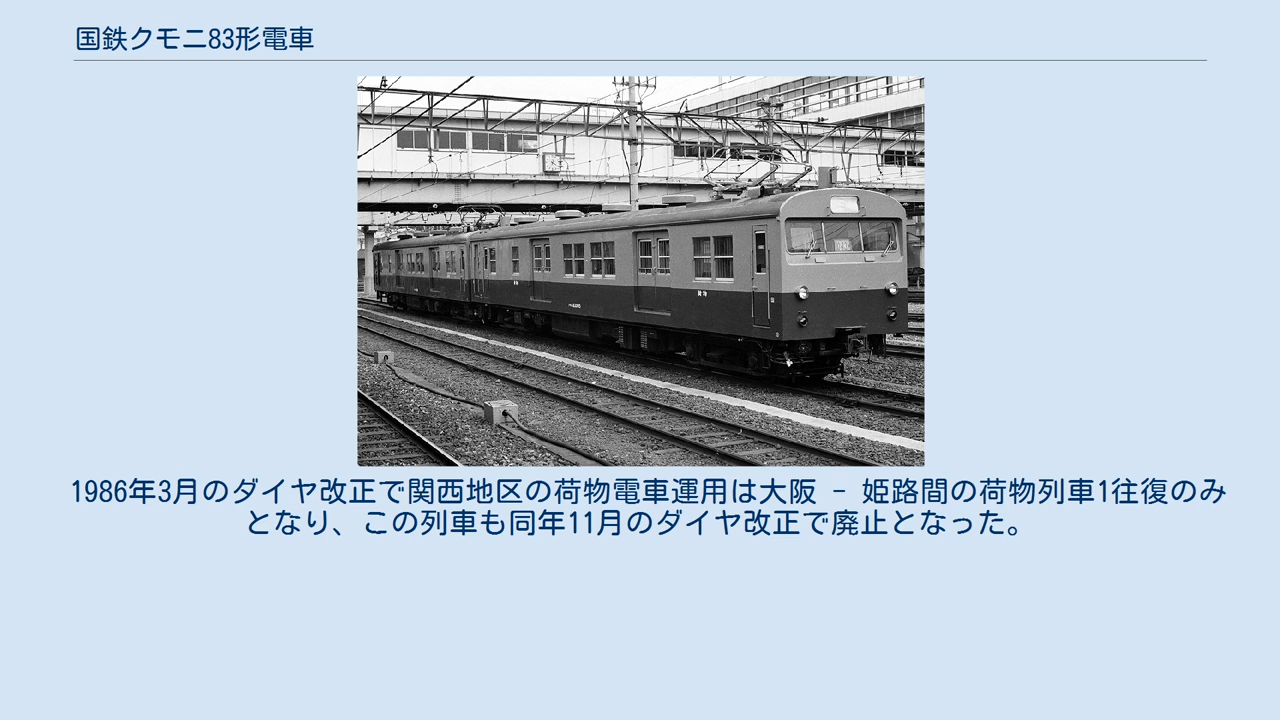 国鉄クモニ83形電車
1986年3月のダイヤ改正で関西地区の荷物電車運用は大阪 - 姫路間の荷物列車1往復のみ
となり、この列車も同年11月のダイヤ改正で廃止となった。